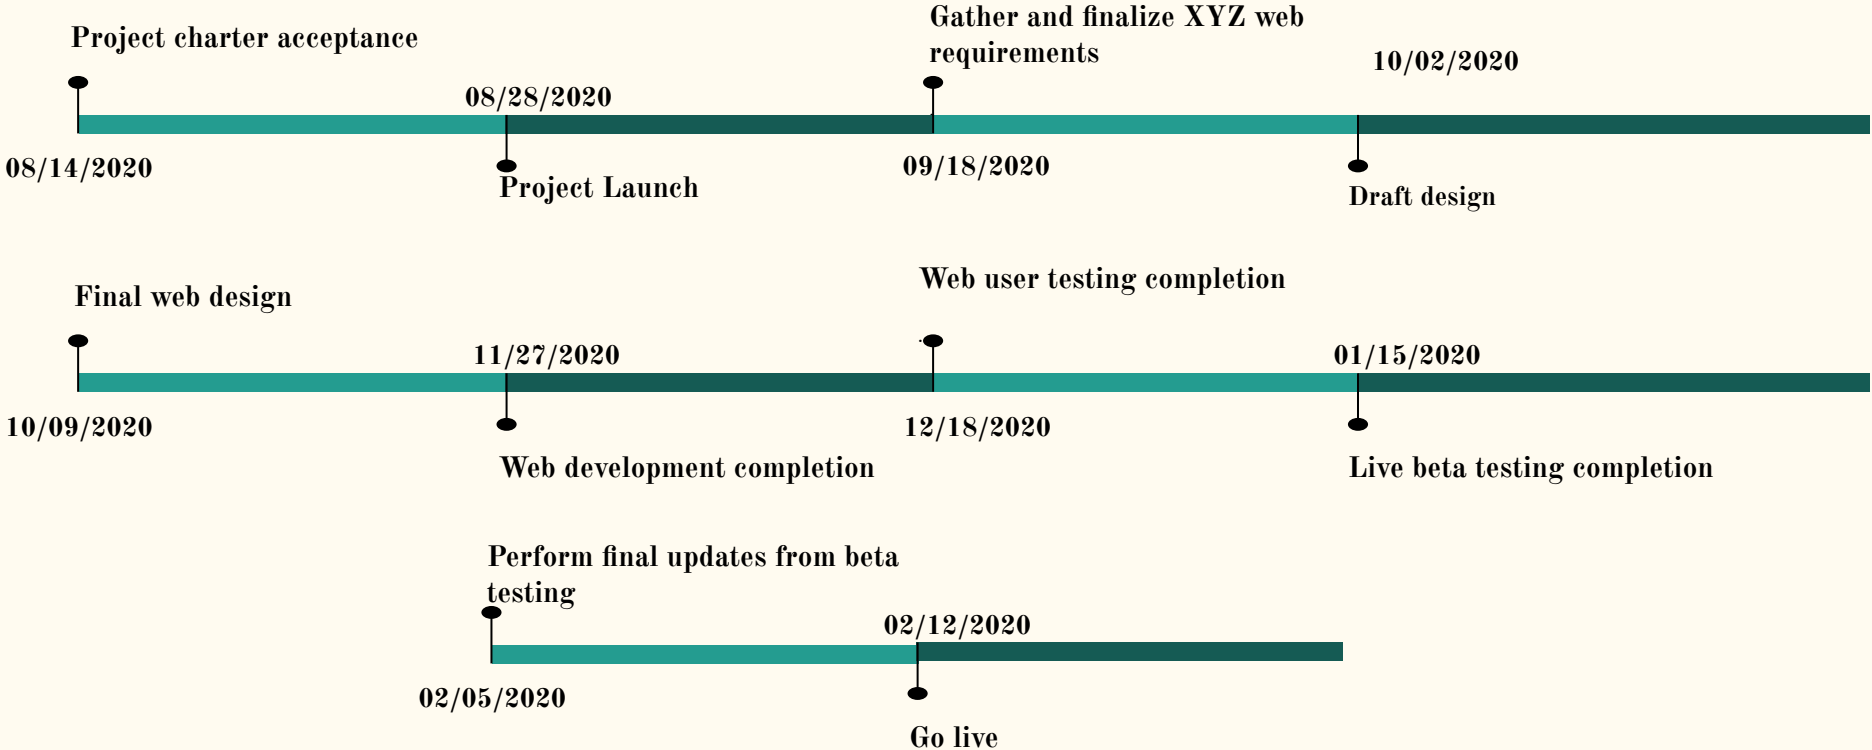 Project charter acceptance
08/14/2020
08/28/2020
Project Launch
Gather and finalize XYZ web
requirements
09/18/2020
10/02/2020
Draft design
Final web design
10/09/2020
11/27/2020
Web development completion
Web user testing completion
12/18/2020
01/15/2020
Live beta testing completion
Perform final updates from beta
testing
02/05/2020
02/12/2020
Go live